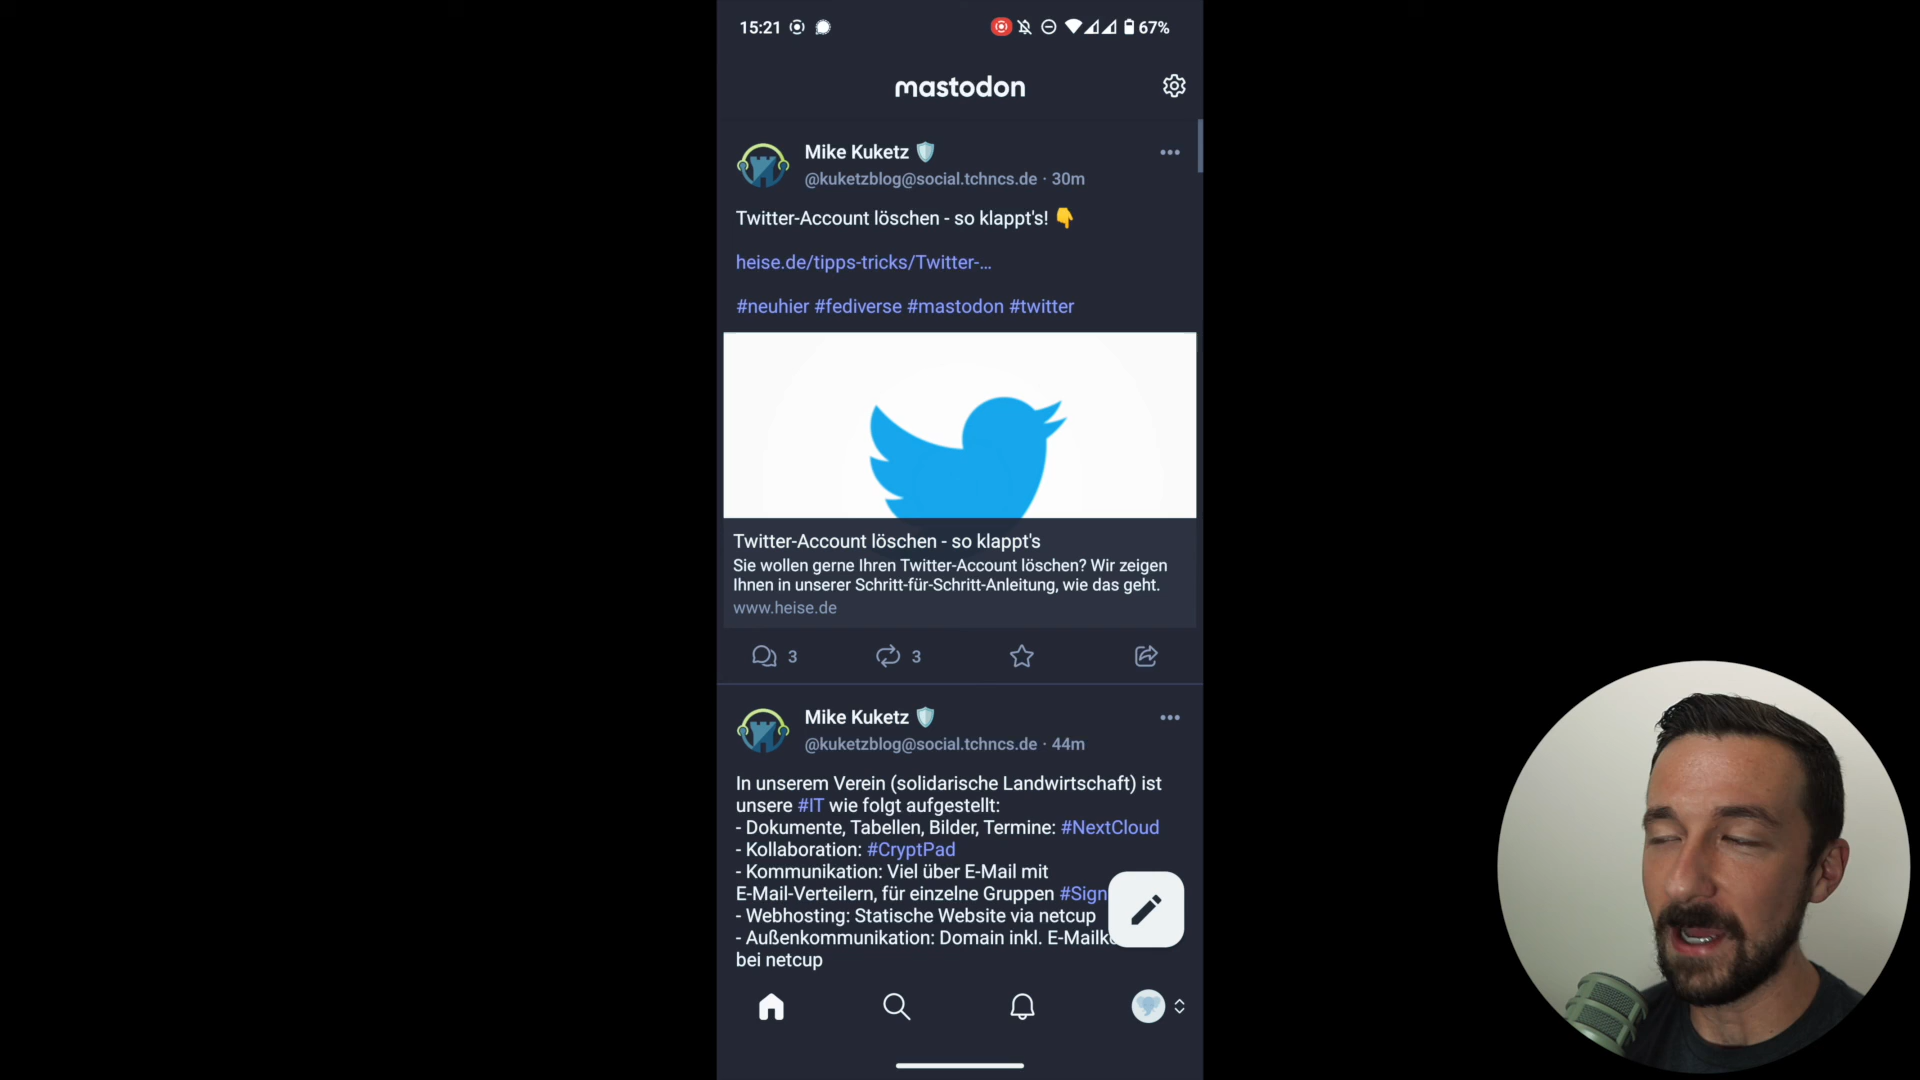 15:21
67%
mastodon
Mike Kuketz
@kuketzblog@social.tchncs.de · 30m
Twitter-Account löschen - so klappt's! 👇
heise.de/tipps-tricks/Twitter-…
#neuhier #fediverse #mastodon #twitter
Twitter-Account löschen - so klappt's
Sie wollen gerne Ihren Twitter-Account löschen? Wir zeigen
Ihnen in unserer Schritt-für-Schritt-Anleitung, wie das geht.
www.heise.de
3
3
Mike Kuketz
@kuketzblog@social.tchncs.de · 44m
In unserem Verein (solidarische Landwirtschaft) ist
unsere #IT wie folgt aufgestellt:
- Dokumente, Tabellen, Bilder, Termine: #NextCloud
- Kollaboration: #CryptPad
- Kommunikation: Viel über E-Mail mit
E-Mail-Verteilern, für einzelne Gruppen #Sign
- Webhosting: Statische Website via netcup
- Außenkommunikation: Domain inkl. E-Mailk
bei netcup